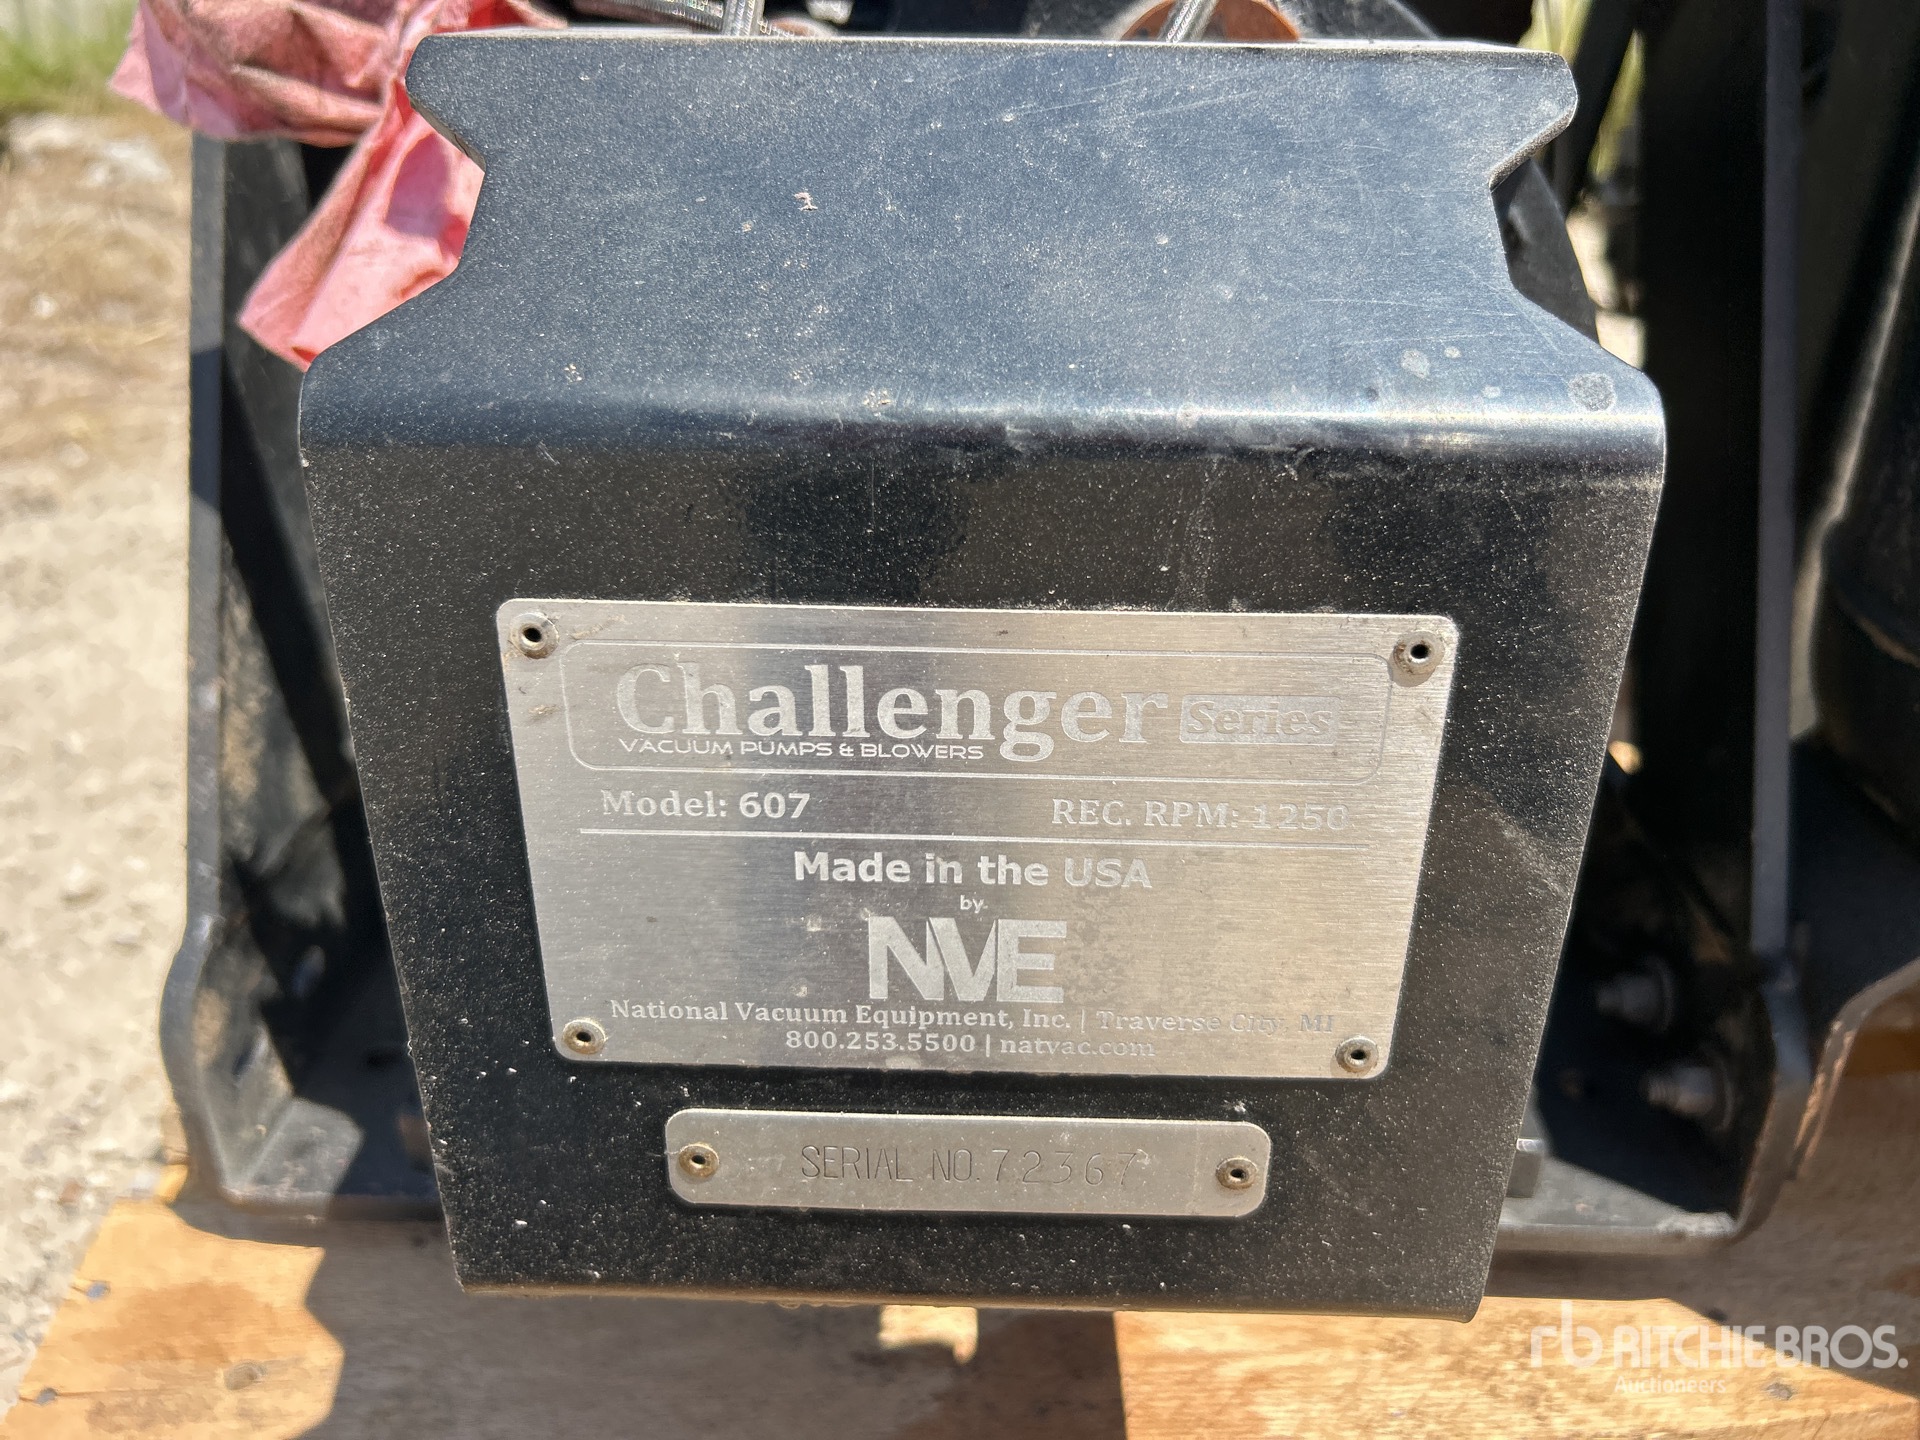 Challenger Series
VACUUM PUMPS & BLOWERS
Model: 607 REC. RPM: 1250
Made in the USA
by
NVE
National Vacuum Equipment, Inc. | Traverse City, MI
800.253.5500 | natvac.com
SERIAL NO. 72367
rb RITCHIE BROS.
Auctioneers